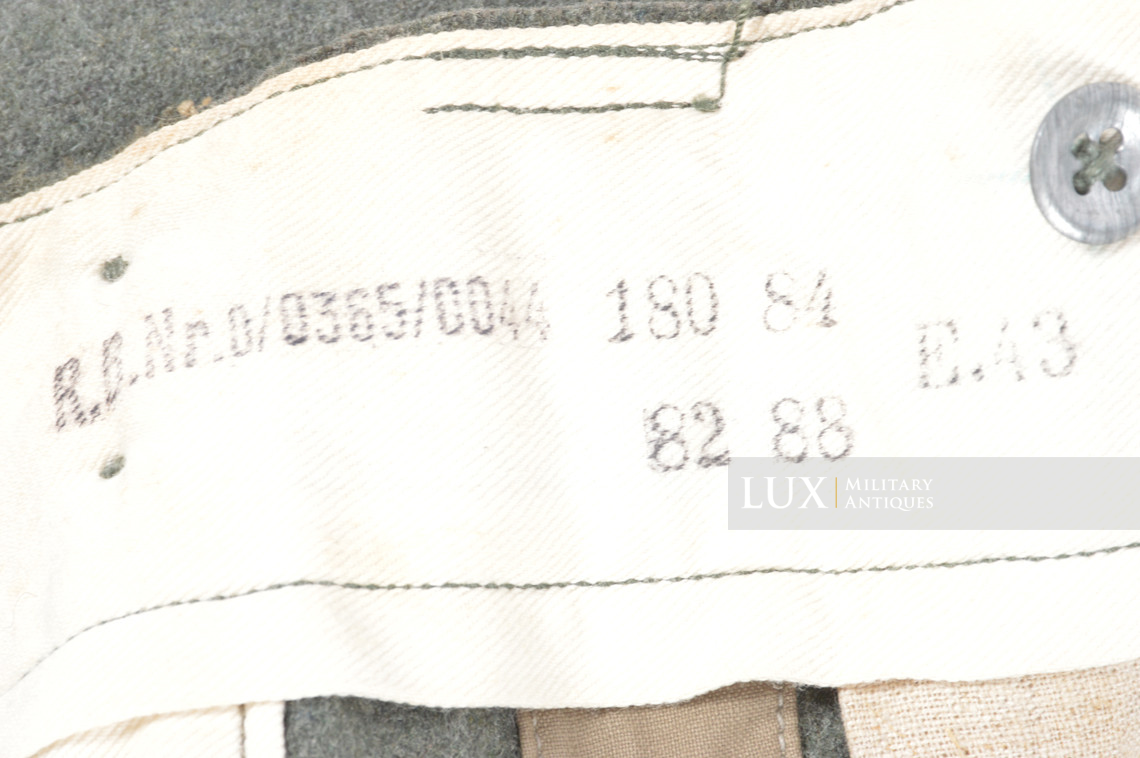 R.B.Nr.0/0365/0044 180 84 E.43
82 88
LUX MILITARY
ANTIQUES